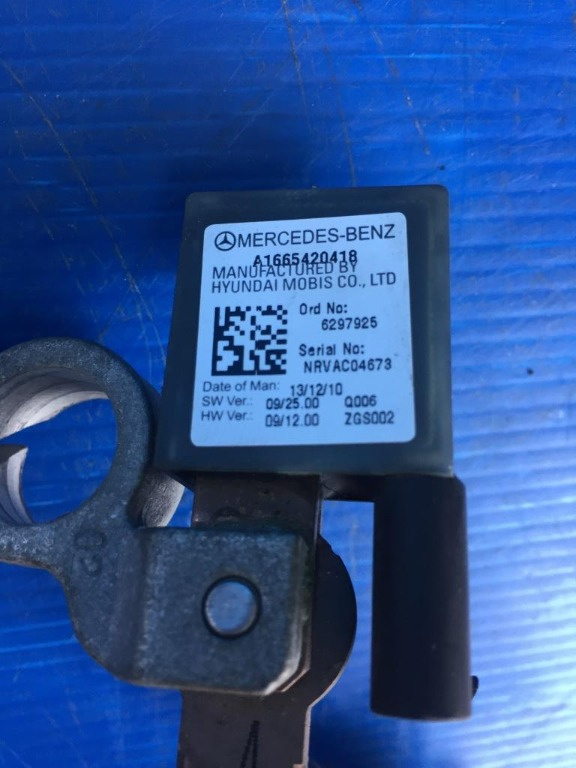 MERCEDES-BENZ
A1665420418
MANUFACTURED BY
HYUNDAI MOBIS CO., LTD
Ord No:
6297925
Serial No:
NRVAC04673
Date of Man: 13/12/10
SW Ver.: 09/25.00 Q006
HW Ver.: 09/12.00 ZGS002